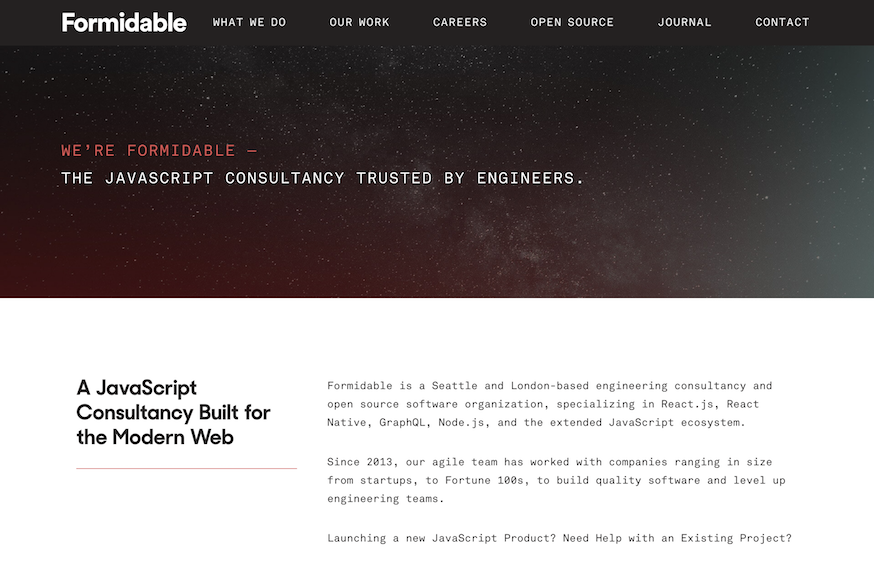 Formidable WHAT WE DO OUR WORK CAREERS OPEN SOURCE JOURNAL CONTACT
WE’RE FORMIDABLE —
THE JAVASCRIPT CONSULTANCY TRUSTED BY ENGINEERS.
A JavaScript
Consultancy Built for
the Modern Web
Formidable is a Seattle and London-based engineering consultancy and
open source software organization, specializing in React.js, React
Native, GraphQL, Node.js, and the extended JavaScript ecosystem.
Since 2013, our agile team has worked with companies ranging in size
from startups, to Fortune 100s, to build quality software and level up
engineering teams.
Launching a new JavaScript Product? Need Help with an Existing Project?